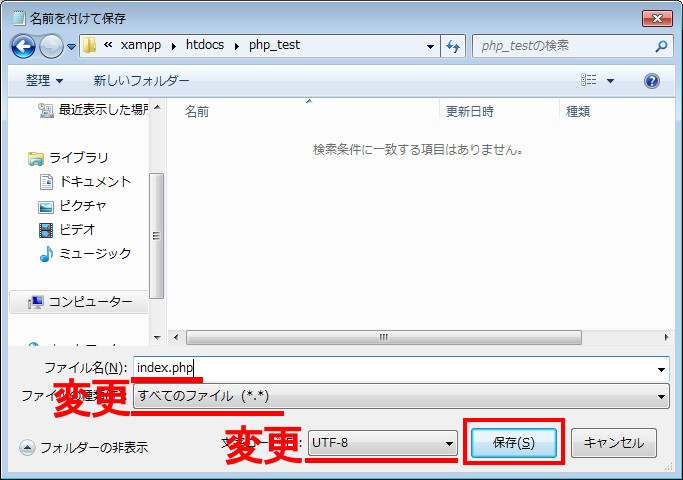 名前を付けて保存
« xampp ▸ htdocs ▸ php_test
php_testの検索
整理
新しいフォルダー
名前 更新日時 種類
最近表示した場所
検索条件に一致する項目はありません。
ライブラリ
ドキュメント
ピクチャ
ビデオ
ミュージック
コンピューター
ファイル名(N): index.php
変更
すべてのファイル (*.*)
フォルダーの非表示
変更
UTF-8
保存(S)
キャンセル